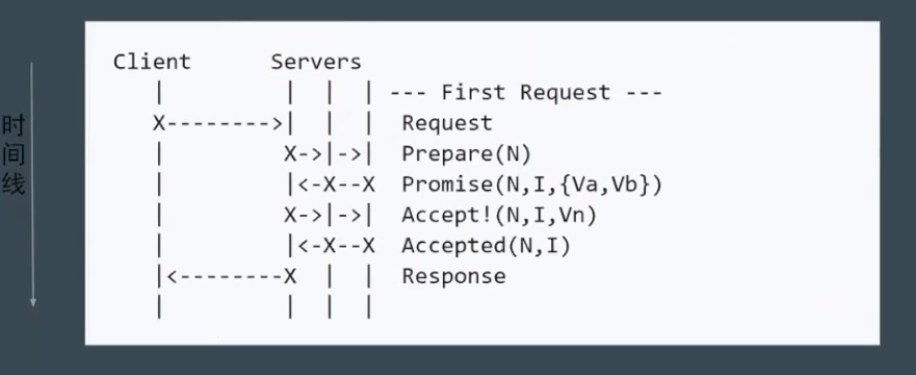 时间线
Client      Servers
   |         |  |  | --- First Request ---
   X-------->|  |  |  Request
   |         X->|->|  Prepare(N)
   |         |<-X--X  Promise(N,I,{Va,Vb})
   |         X->|->|  Accept!(N,I,Vn)
   |         |<-X--X  Accepted(N,I)
   |<--------X  |  |  Response
   |         |  |  |